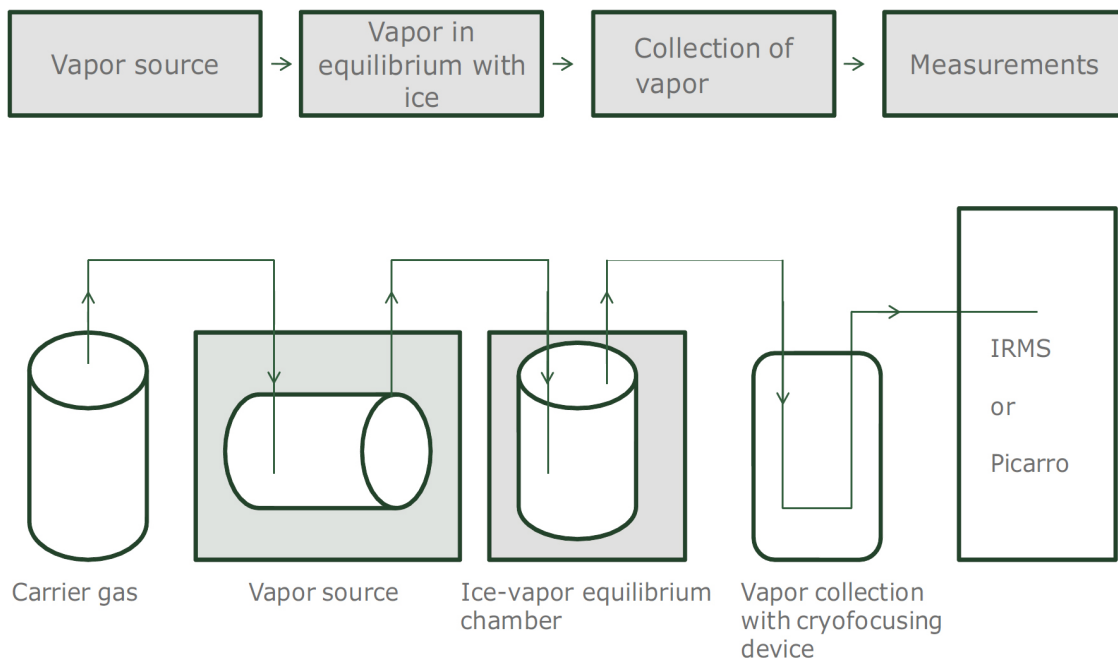 Vapor source
Vapor in
equilibrium with
ice
Collection of
vapor
Measurements
IRMS
or
Picarro
Carrier gas
Vapor source
Ice-vapor equilibrium
chamber
Vapor collection
with cryofocusing
device